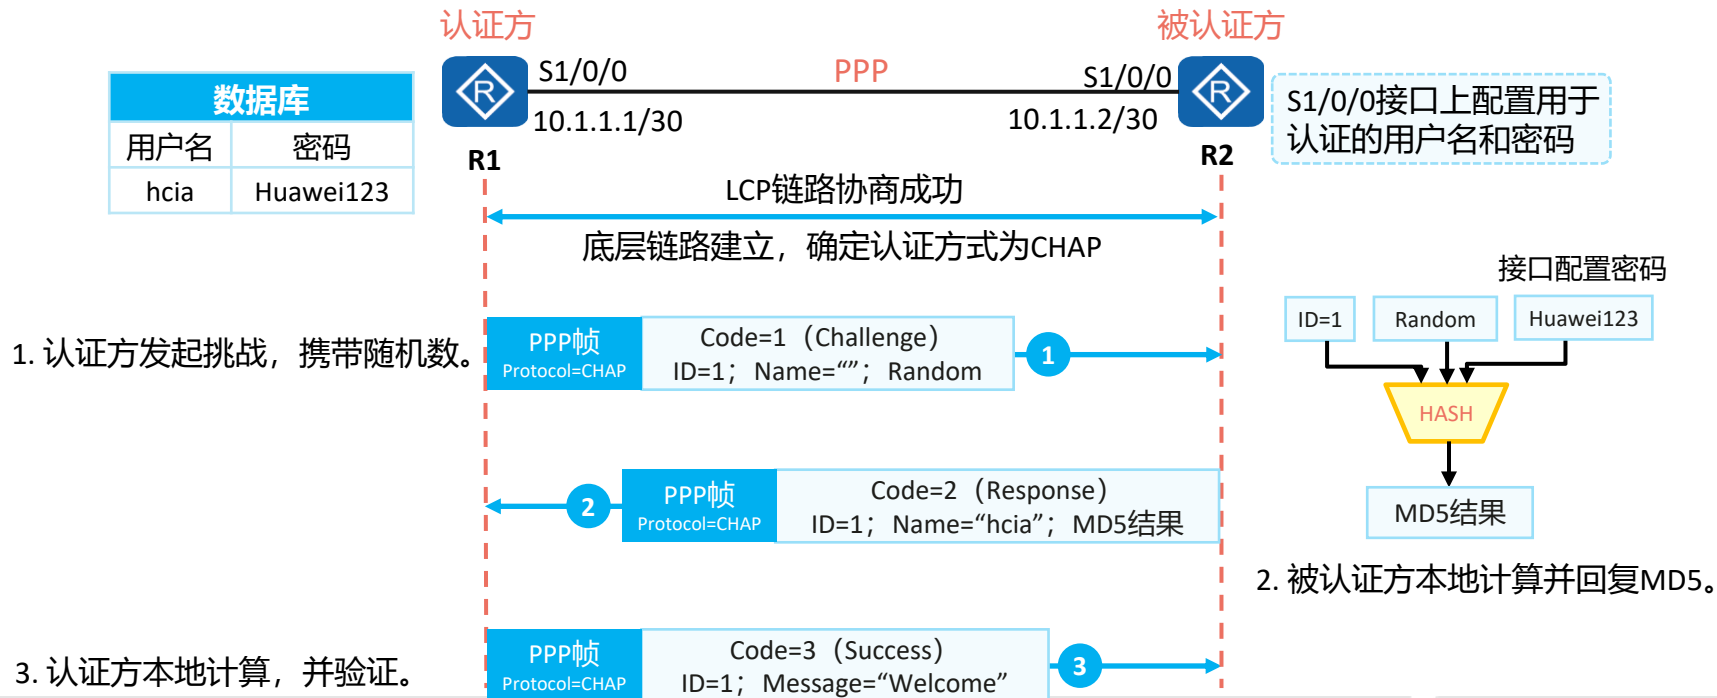 认证方
被认证方
数据库
用户名 密码
hcia Huawei123
R
S1/0/0
PPP
S1/0/0
R
10.1.1.1/30
10.1.1.2/30
R1
R2
S1/0/0接口上配置用于
认证的用户名和密码
LCP链路协商成功
底层链路建立，确定认证方式为CHAP
1. 认证方发起挑战，携带随机数。
PPP帧
Protocol=CHAP
Code=1（Challenge）
ID=1；Name=“”；Random
1
接口配置密码
ID=1
Random
Huawei123
HASH
MD5结果
2
PPP帧
Protocol=CHAP
Code=2（Response）
ID=1；Name=“hcia”；MD5结果
2. 被认证方本地计算并回复MD5。
3. 认证方本地计算，并验证。
PPP帧
Protocol=CHAP
Code=3（Success）
ID=1；Message=“Welcome”
3